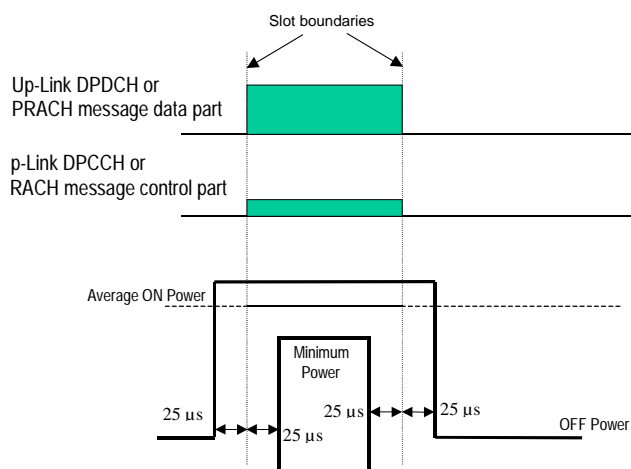 Slot boundaries
Up-Link DPDCH or
PRACH message data part
p-Link DPCCH or
RACH message control part
Average ON Power
Minimum
Power
25 µs
25 µs
25 µs
25 µs
OFF Power